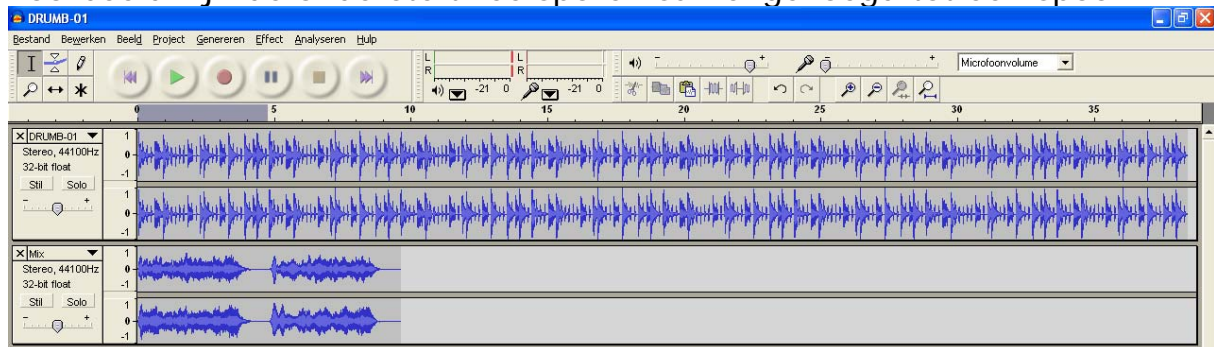 DRUMB-01
Bestand Bewerken Beeld Project Genereren Effect Analyseren Hulp
L
R
-21 0
L
R
-21 0
- +
- +
Microfoonvolume
0 5 10 15 20 25 30 35
DRUMB-01
Stereo, 44100Hz
32-bit float
Stil Solo
- +
1
0
-1
1
0
-1
Mix
Stereo, 44100Hz
32-bit float
Stil Solo
- +
1
0
-1
1
0
-1